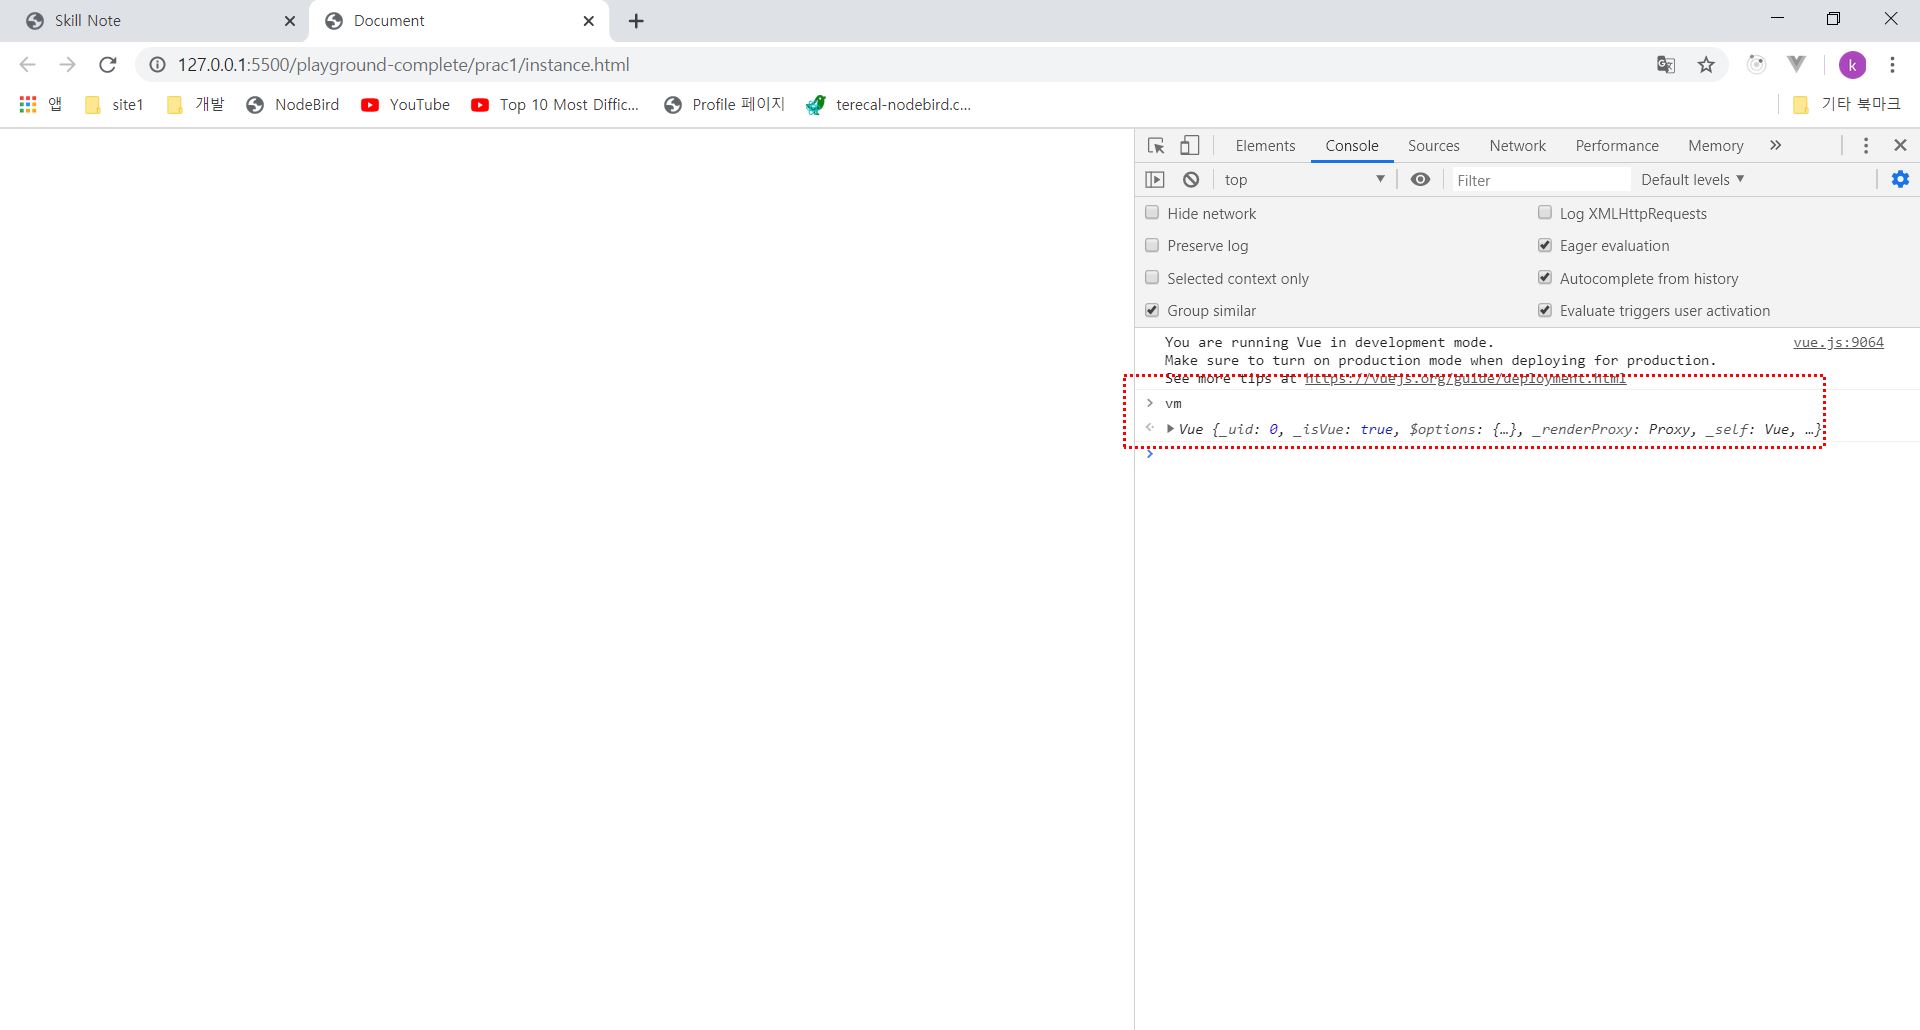 Skill Note
Document
127.0.0.1:5500/playground-complete/prac1/instance.html
k
앱 site1 개발 NodeBird YouTube Top 10 Most Diffic... Profile 페이지 terecal-nodebird.c... 기타 북마크
Elements Console Sources Network Performance Memory
top Filter Default levels
Hide network Log XMLHttpRequests
Preserve log Eager evaluation
Selected context only Autocomplete from history
Group similar Evaluate triggers user activation
You are running Vue in development mode. vue.js:9064
Make sure to turn on production mode when deploying for production.
See more tips at https://vuejs.org/guide/deployment.html
> vm
Vue {_uid: 0, _isVue: true, $options: {…}, _renderProxy: Proxy, _self: Vue, …}
>